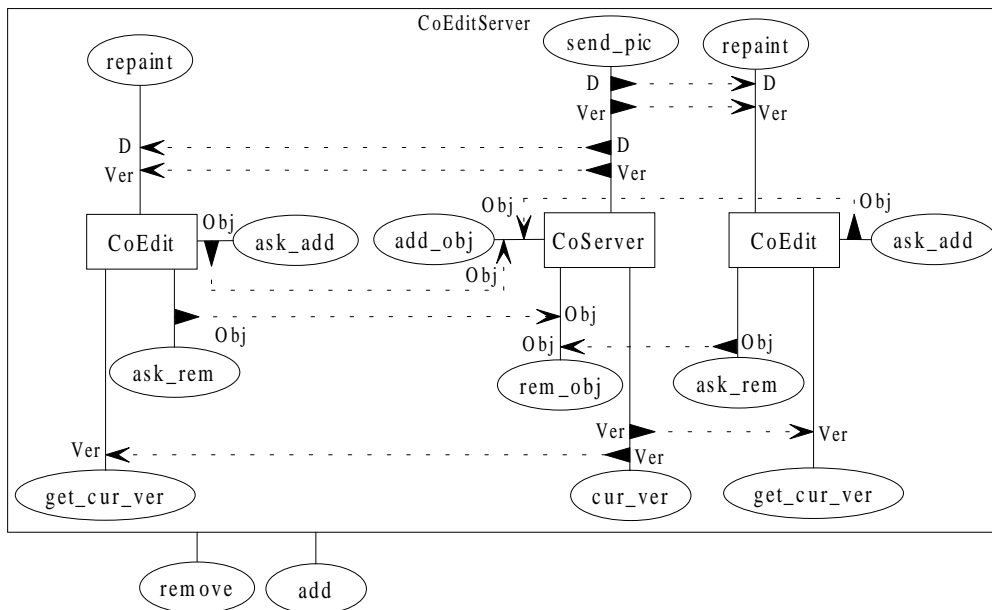 CoEditServer
send_pic
repaint
repaint
D
D
Ver
Ver
D
D
Ver
Ver
Obj
Obj
Obj
CoEdit
ask_add
add_obj
CoServer
CoEdit
ask_add
Obj
Obj
Obj
Obj
Obj
Obj
ask_rem
rem_obj
ask_rem
Ver
Ver
Ver
Ver
get_cur_ver
cur_ver
get_cur_ver
remove
add